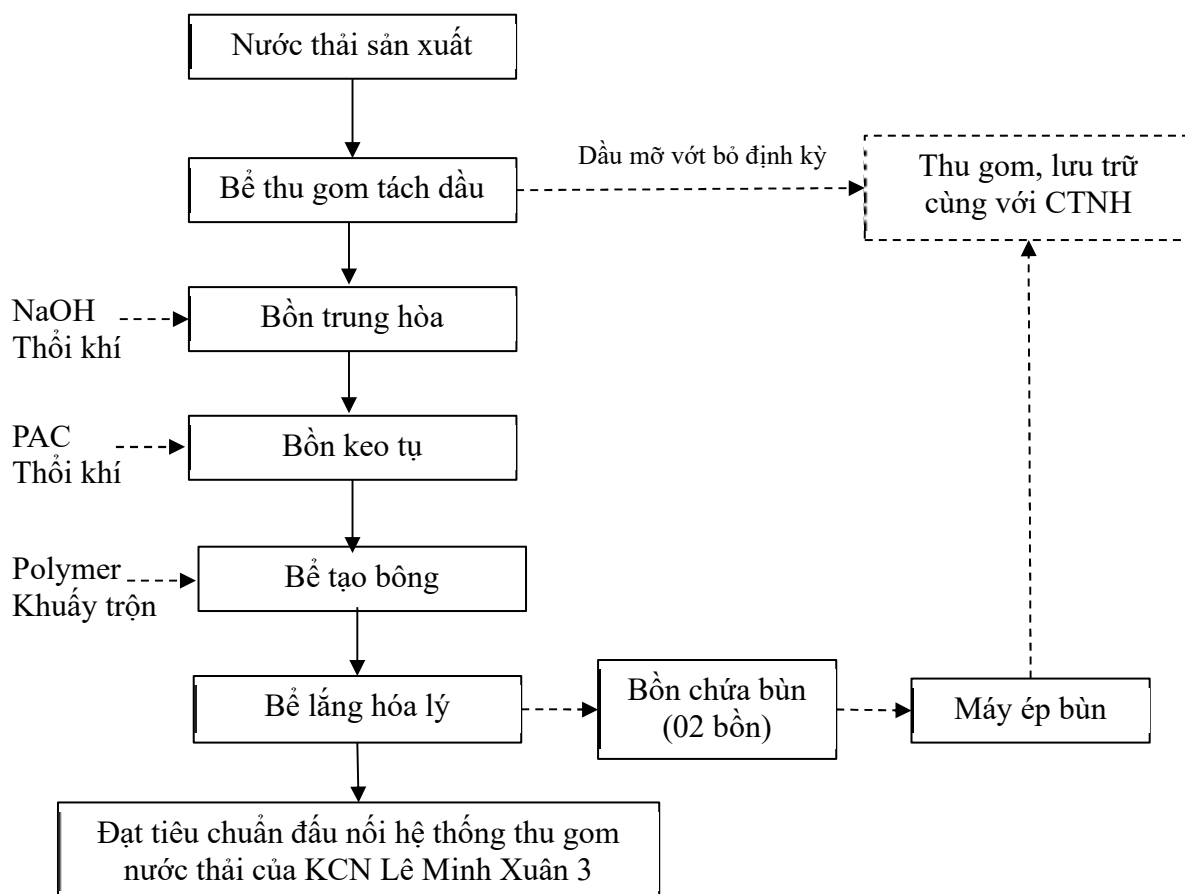 Nước thải sản xuất
Dầu mỡ vớt bỏ định kỳ
Thu gom, lưu trữ
cùng với CTNH
Bể thu gom tách dầu
NaOH
Thổi khí
Bồn trung hòa
PAC
Thổi khí
Bồn keo tụ
Polymer
Khuấy trộn
Bể tạo bông
Bể lắng hóa lý
Bồn chứa bùn
(02 bồn)
Máy ép bùn
Đạt tiêu chuẩn đấu nối hệ thống thu gom
nước thải của KCN Lê Minh Xuân 3